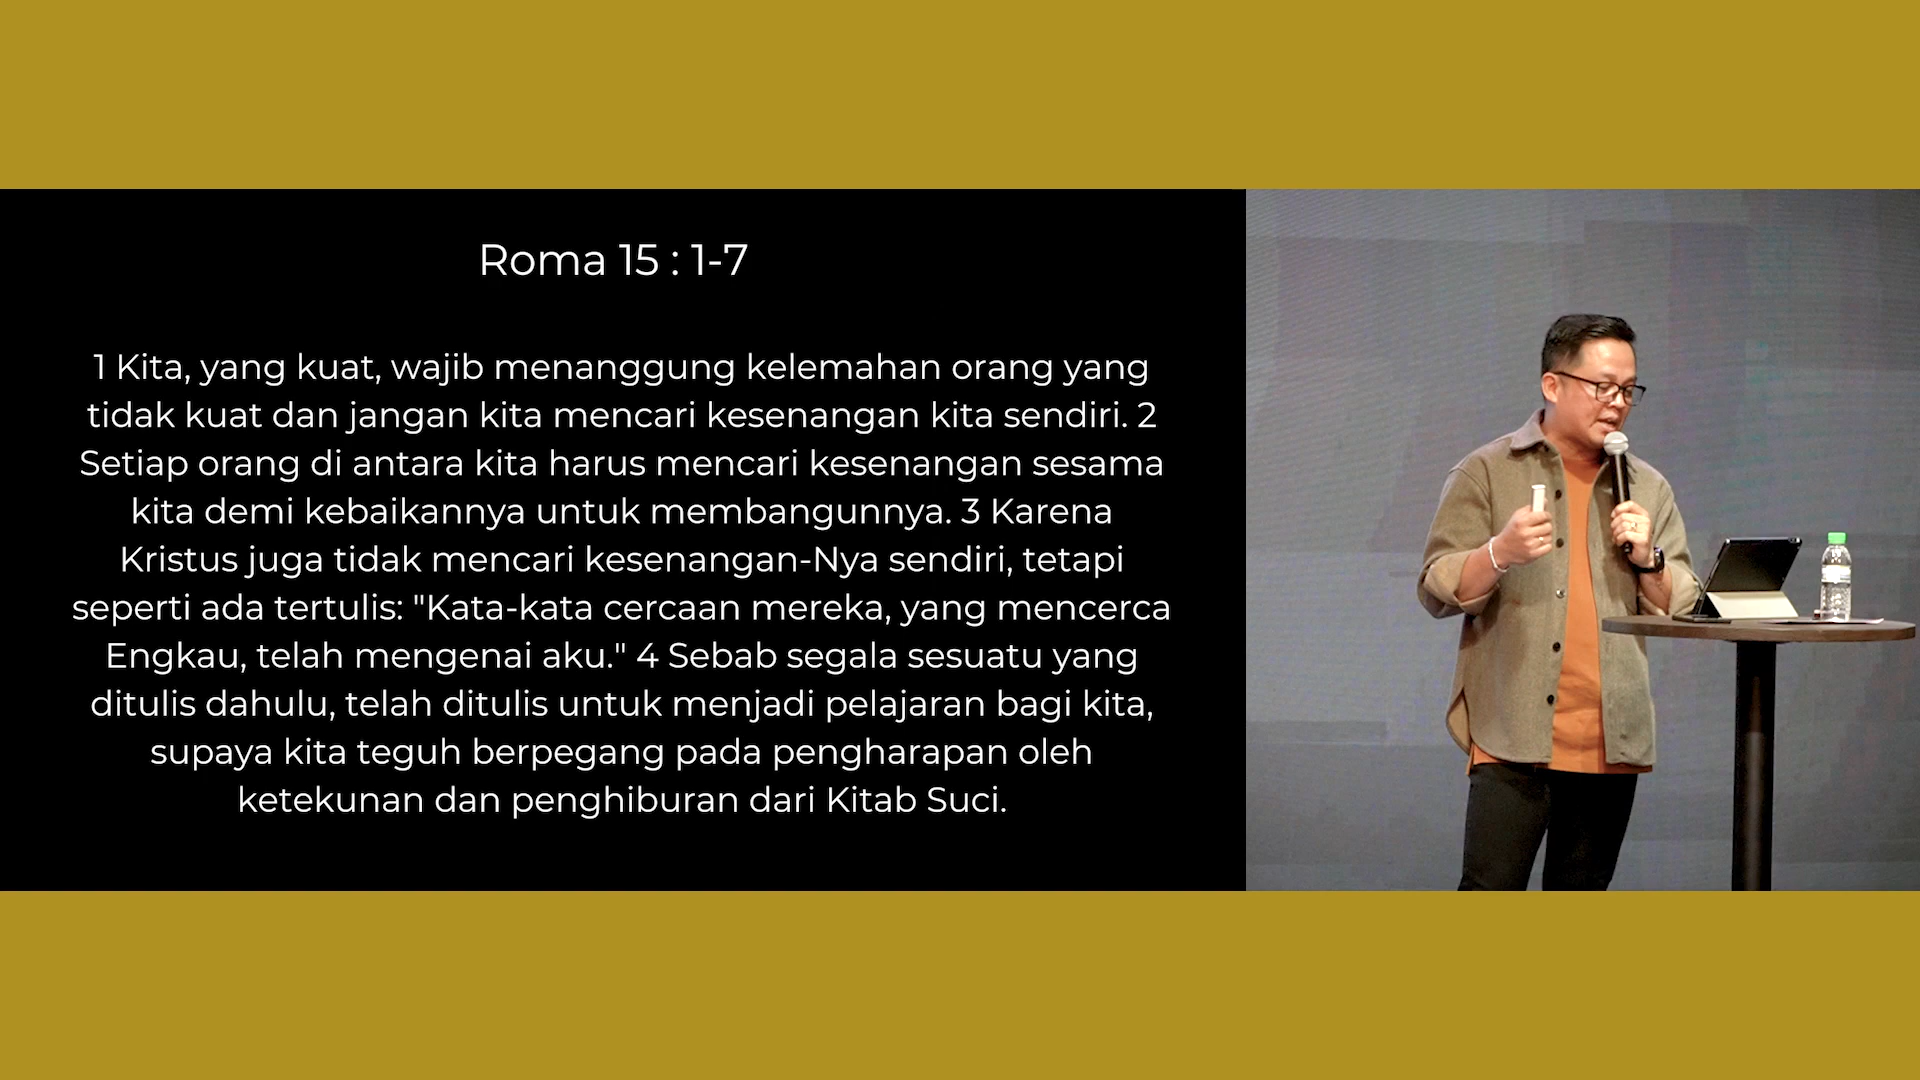 Roma 15 : 1-7
1 Kita, yang kuat, wajib menanggung kelemahan orang yang
tidak kuat dan jangan kita mencari kesenangan kita sendiri. 2
Setiap orang di antara kita harus mencari kesenangan sesama
kita demi kebaikannya untuk membangunnya. 3 Karena
Kristus juga tidak mencari kesenangan-Nya sendiri, tetapi
seperti ada tertulis: "Kata-kata cercaan mereka, yang mencerca
Engkau, telah mengenai aku." 4 Sebab segala sesuatu yang
ditulis dahulu, telah ditulis untuk menjadi pelajaran bagi kita,
supaya kita teguh berpegang pada pengharapan oleh
ketekunan dan penghiburan dari Kitab Suci.